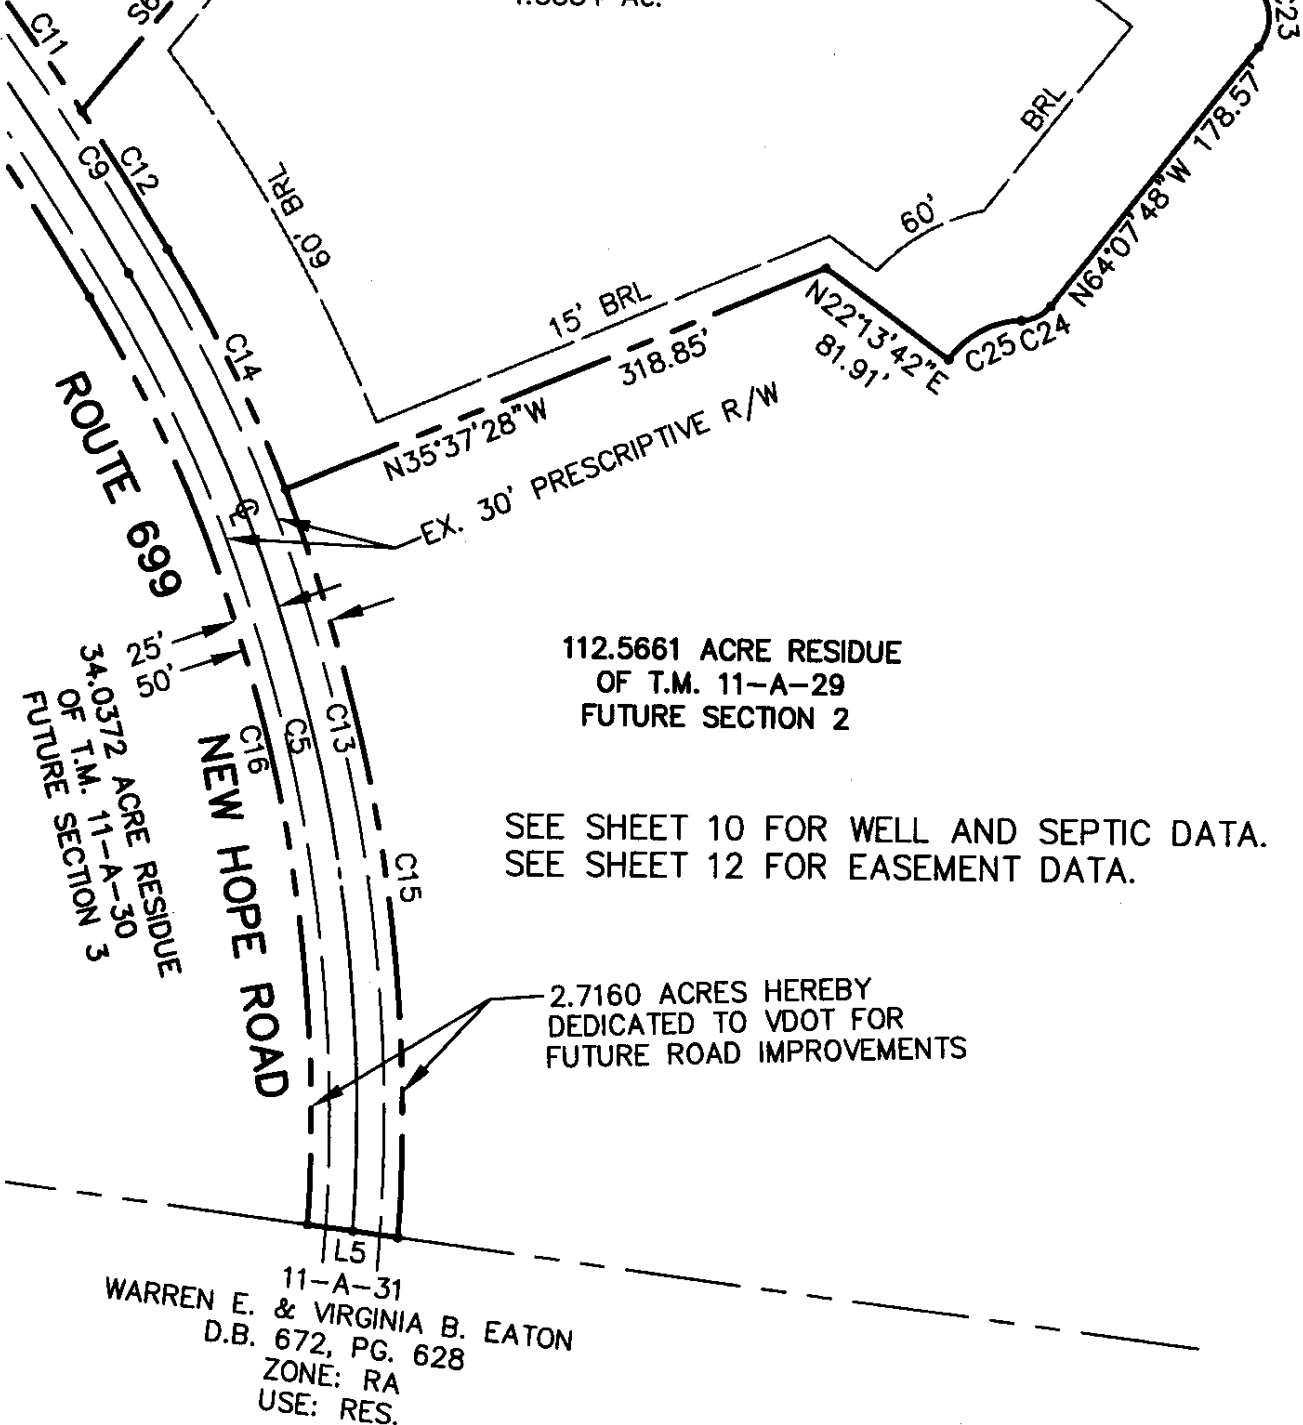 C11
C23
C9
C12
BRL
60' BRL
60'
N64°07'48"W 178.57'
15' BRL
318.85'
N35°37'28"W
N22°13'42"E
81.91'
C25
C24
C14
EX. 30' PRESCRIPTIVE R/W
ROUTE 699
25'
50'
34.0372 ACRE RESIDUE
OF T.M. 11-A-30
FUTURE SECTION 3
112.5661 ACRE RESIDUE
OF T.M. 11-A-29
FUTURE SECTION 2
C16
C5
C13
C15
NEW HOPE ROAD
SEE SHEET 10 FOR WELL AND SEPTIC DATA.
SEE SHEET 12 FOR EASEMENT DATA.
2.7160 ACRES HEREBY
DEDICATED TO VDOT FOR
FUTURE ROAD IMPROVEMENTS
L5
11-A-31
WARREN E. & VIRGINIA B. EATON
D.B. 672, PG. 628
ZONE: RA
USE: RES.